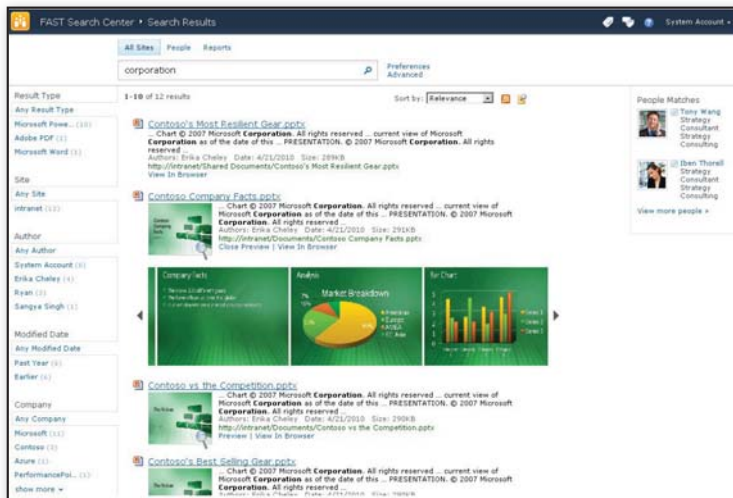 FAST Search Center ▸ Search Results
System Account
All Sites People Reports
corporation
Preferences
Advanced
Result Type
Any Result Type
Microsoft Powe... (10)
Adobe PDF (1)
Microsoft Word (1)
Site
Any Site
intranet (12)
Author
Any Author
System Account (6)
Erika Cheley (4)
Ryan
Sangya Singh (1)
Modified Date
Any Modified Date
Past Year
Earlier
Company
Any Company
Microsoft (11)
Contoso
Azure (1)
PerformancePoi... (1)
show more
1-10 of 12 results
Sort by: Relevance
Contoso's Most Resilient Gear.pptx
... Chart © 2007 Microsoft Corporation. All rights reserved ... current view of Microsoft
Corporation as of the date of this ... PRESENTATION. © 2007 Microsoft Corporation. All rights
reserved ...
Authors: Erika Cheley Date: 4/21/2010 Size: 289KB
http://intranet/Shared Documents/Contoso's Most Resilient Gear.pptx
View In Browser
Contoso Company Facts.pptx
Contoso
Company
Facts
... Chart © 2007 Microsoft Corporation. All rights reserved ... current view of
Microsoft Corporation as of the date of this ... PRESENTATION. © 2007 Microsoft
Corporation. All rights reserved ...
Authors: Erika Cheley Date: 4/21/2010 Size: 291KB
http://intranet/Documents/Contoso Company Facts.pptx
Close Preview | View In Browser
Company Facts
Analysis
Market Breakdown
Bar Chart
Contoso vs the Competition.pptx
... Chart © 2007 Microsoft Corporation. All rights reserved ... current view of
Microsoft Corporation as of the date of this ... PRESENTATION. © 2007 Microsoft
Corporation. All rights reserved ...
Authors: Erika Cheley Date: 4/21/2010 Size: 290KB
http://intranet/Documents/Contoso vs the Competition.pptx
Preview | View In Browser
Contoso's Best Selling Gear.pptx
... Chart © 2007 Microsoft Corporation. All rights reserved ... current view of
Microsoft Corporation as of the date of this ... PRESENTATION. © 2007 Microsoft
Corporation. All rights reserved ...
People Matches
Tony Wang
Strategy
Consultant
Strategy
Consulting
Iben Thorell
Strategy
Consultant
Strategy
Consulting
View more people »